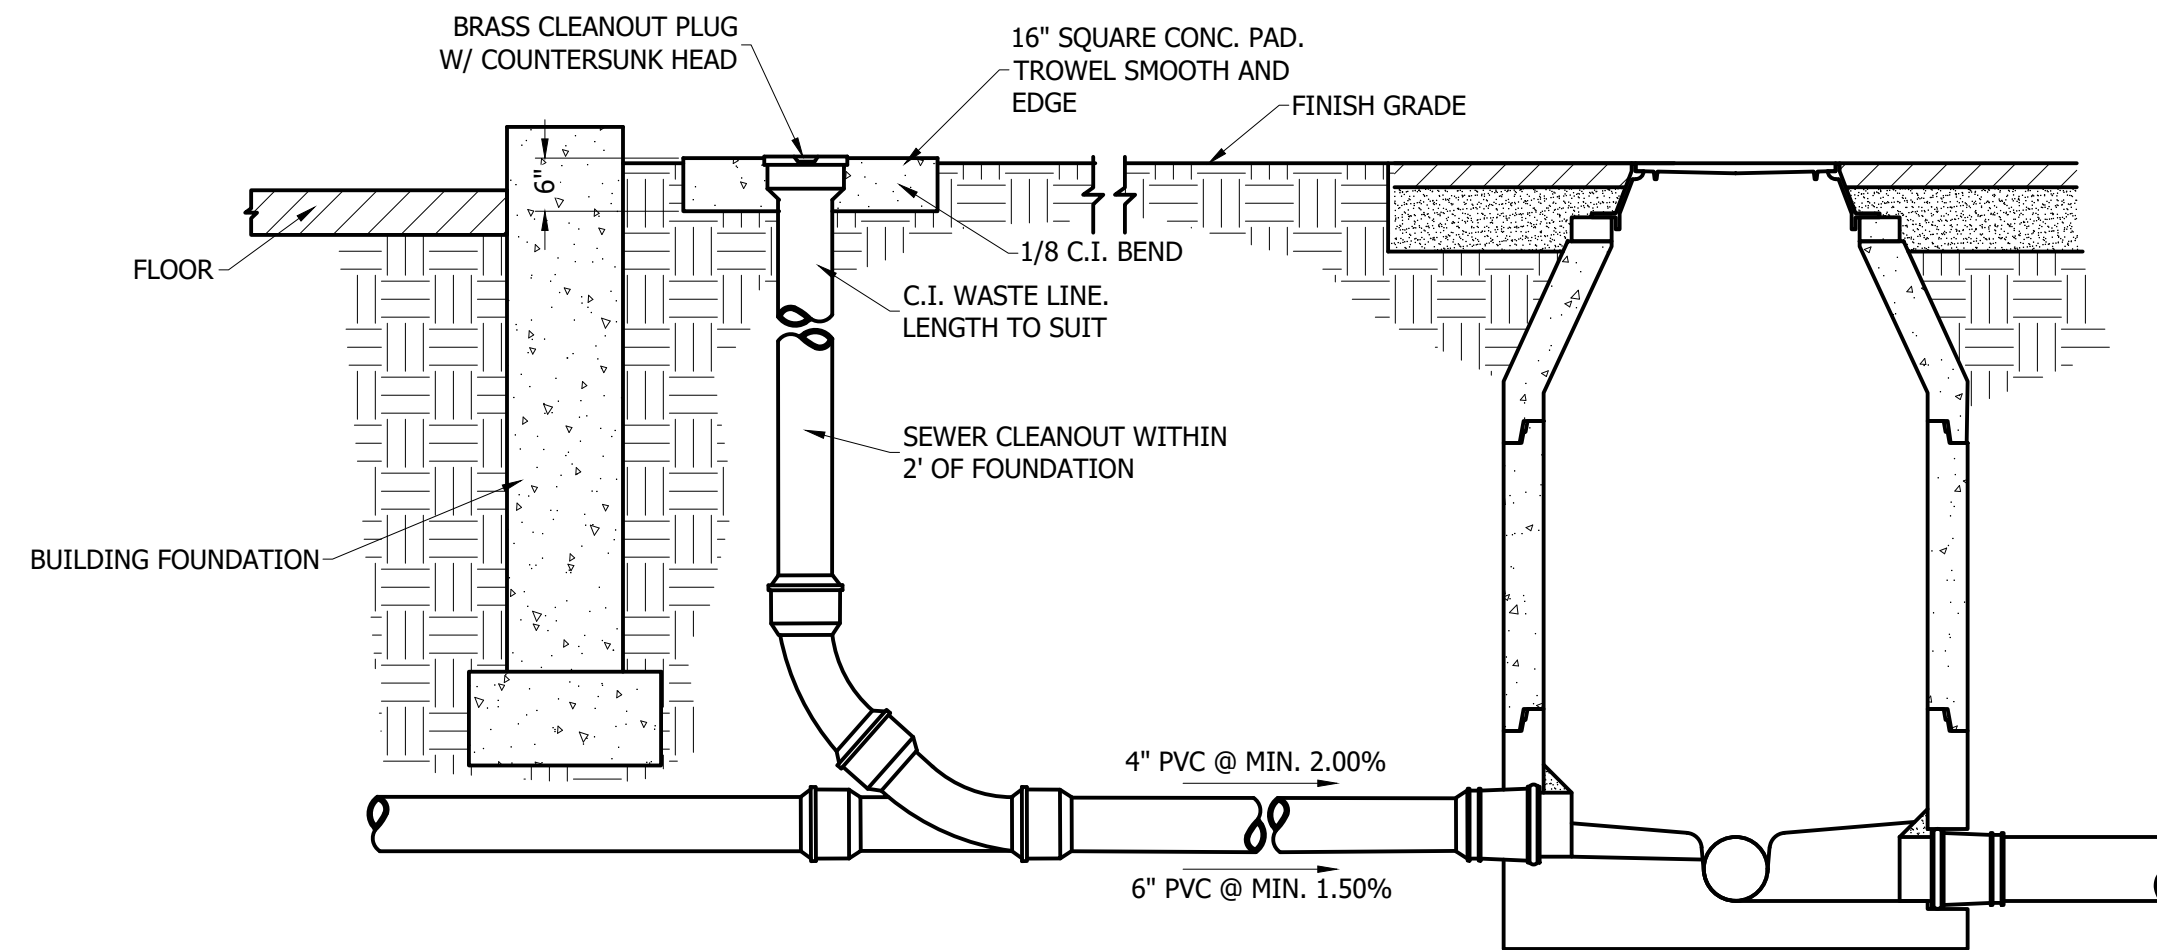 BRASS CLEANOUT PLUG
W/ COUNTERSUNK HEAD
16" SQUARE CONC. PAD.
TROWEL SMOOTH AND
EDGE
FINISH GRADE
6"
FLOOR
1/8 C.I. BEND
C.I. WASTE LINE.
LENGTH TO SUIT
SEWER CLEANOUT WITHIN
2' OF FOUNDATION
BUILDING FOUNDATION
4" PVC @ MIN. 2.00%
6" PVC @ MIN. 1.50%